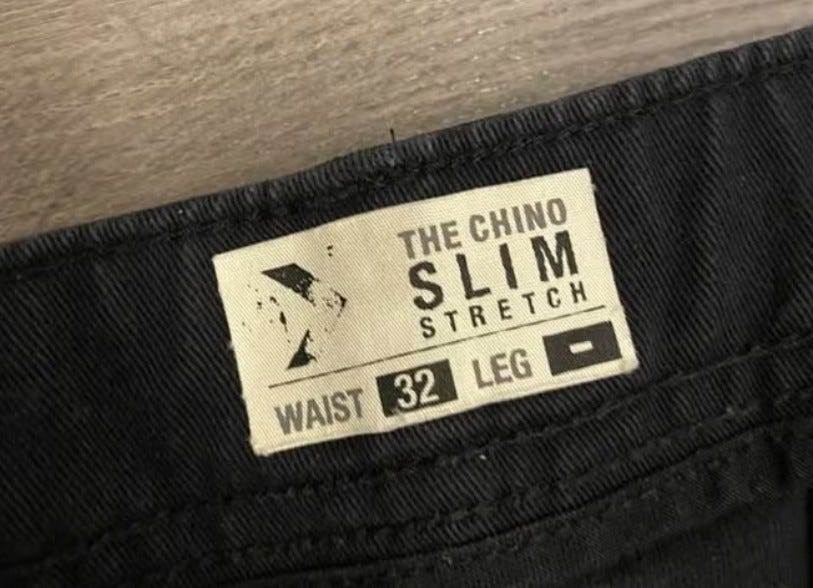 THE CHINO
SLIM
STRETCH
WAIST 32 LEG -